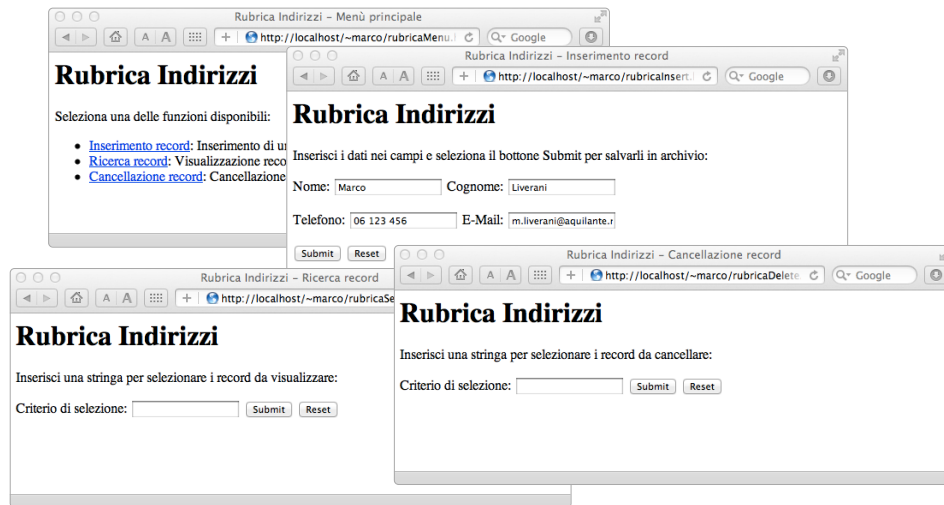 Rubrica Indirizzi – Menù principale
A A + http://localhost/~marco/rubricaMenu. Google
Rubrica Indirizzi
Seleziona una delle funzioni disponibili:
Inserimento record: Inserimento di
Ricerca record: Visualizzazione
Cancellazione record: Cancellazione
Rubrica Indirizzi – Inserimento record
A A + http://localhost/~marco/rubricaInsert. Google
Rubrica Indirizzi
Inserisci i dati nei campi e seleziona il bottone Submit per salvarli in archivio:
Nome: Marco Cognome: Liverani
Telefono: 06 123 456 E-Mail: m.liverani@aquilante.
Submit Reset
Rubrica Indirizzi – Ricerca record
A A + http://localhost/~marco/rubricaSe
Rubrica Indirizzi
Inserisci una stringa per selezionare i record da visualizzare:
Criterio di selezione: Submit Reset
Rubrica Indirizzi – Cancellazione record
A A + http://localhost/~marco/rubricaDelete Google
Rubrica Indirizzi
Inserisci una stringa per selezionare i record da cancellare:
Criterio di selezione: Submit Reset